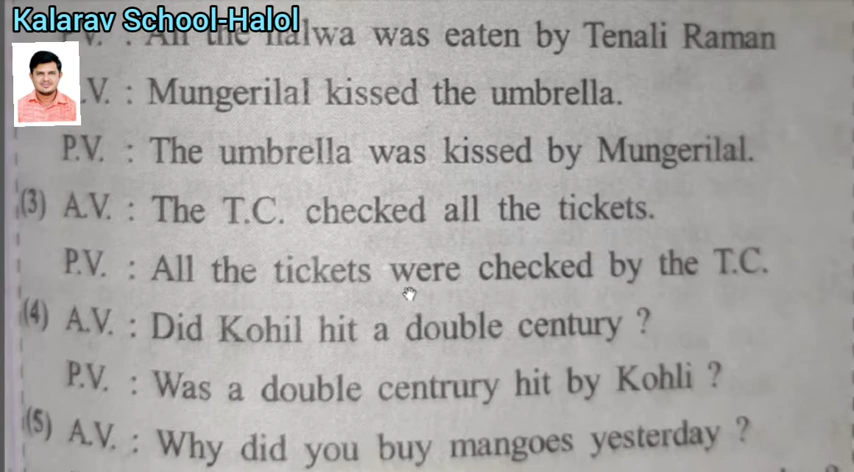 Kalarav School-Halol
P.V. : All the halwa was eaten by Tenali Raman
.V. : Mungerilal kissed the umbrella.
P.V. : The umbrella was kissed by Mungerilal.
(3) A.V. : The T.C. checked all the tickets.
P.V. : All the tickets were checked by the T.C.
(4) A.V. : Did Kohil hit a double century ?
P.V. : Was a double centrury hit by Kohli ?
(5) A.V. : Why did you buy mangoes yesterday ?